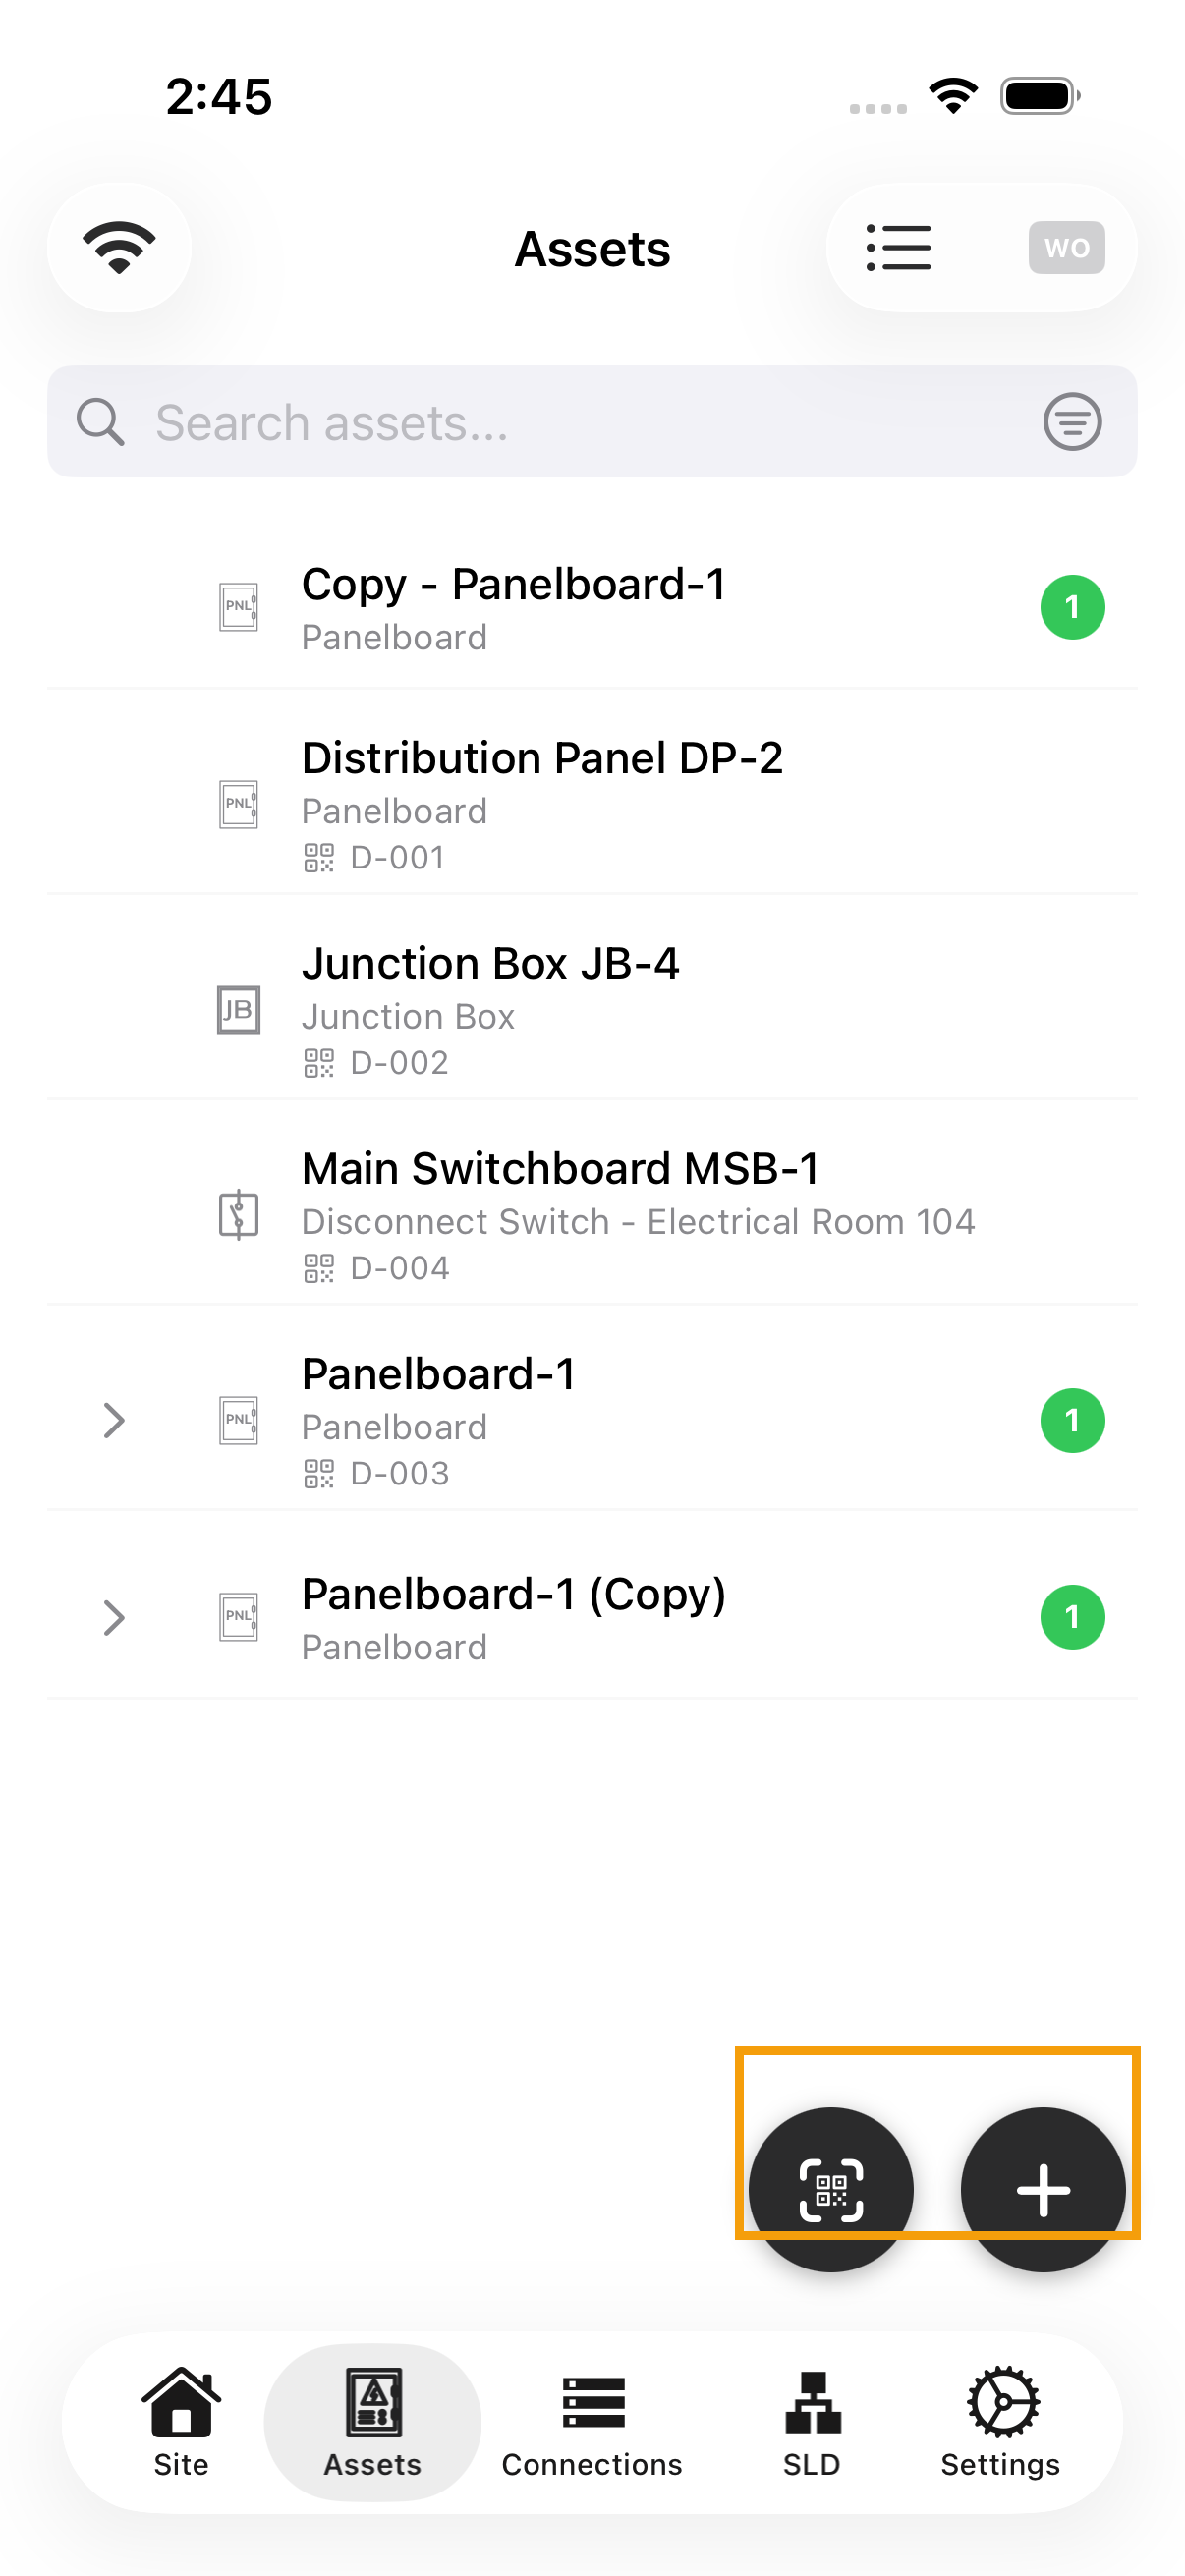 2:45
Assets
WO
Search assets...
PNL
Copy - Panelboard-1
Panelboard
1
PNL
Distribution Panel DP-2
Panelboard
D-001
JB
Junction Box JB-4
Junction Box
D-002
Main Switchboard MSB-1
Disconnect Switch - Electrical Room 104
D-004
PNL
Panelboard-1
Panelboard
D-003
1
PNL
Panelboard-1 (Copy)
Panelboard
1
Site
Assets
Connections
SLD
Settings